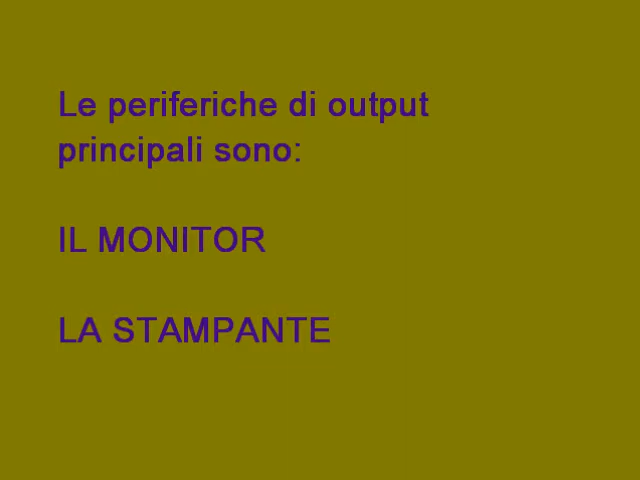 Le periferiche di output
principali sono:
IL MONITOR
LA STAMPANTE